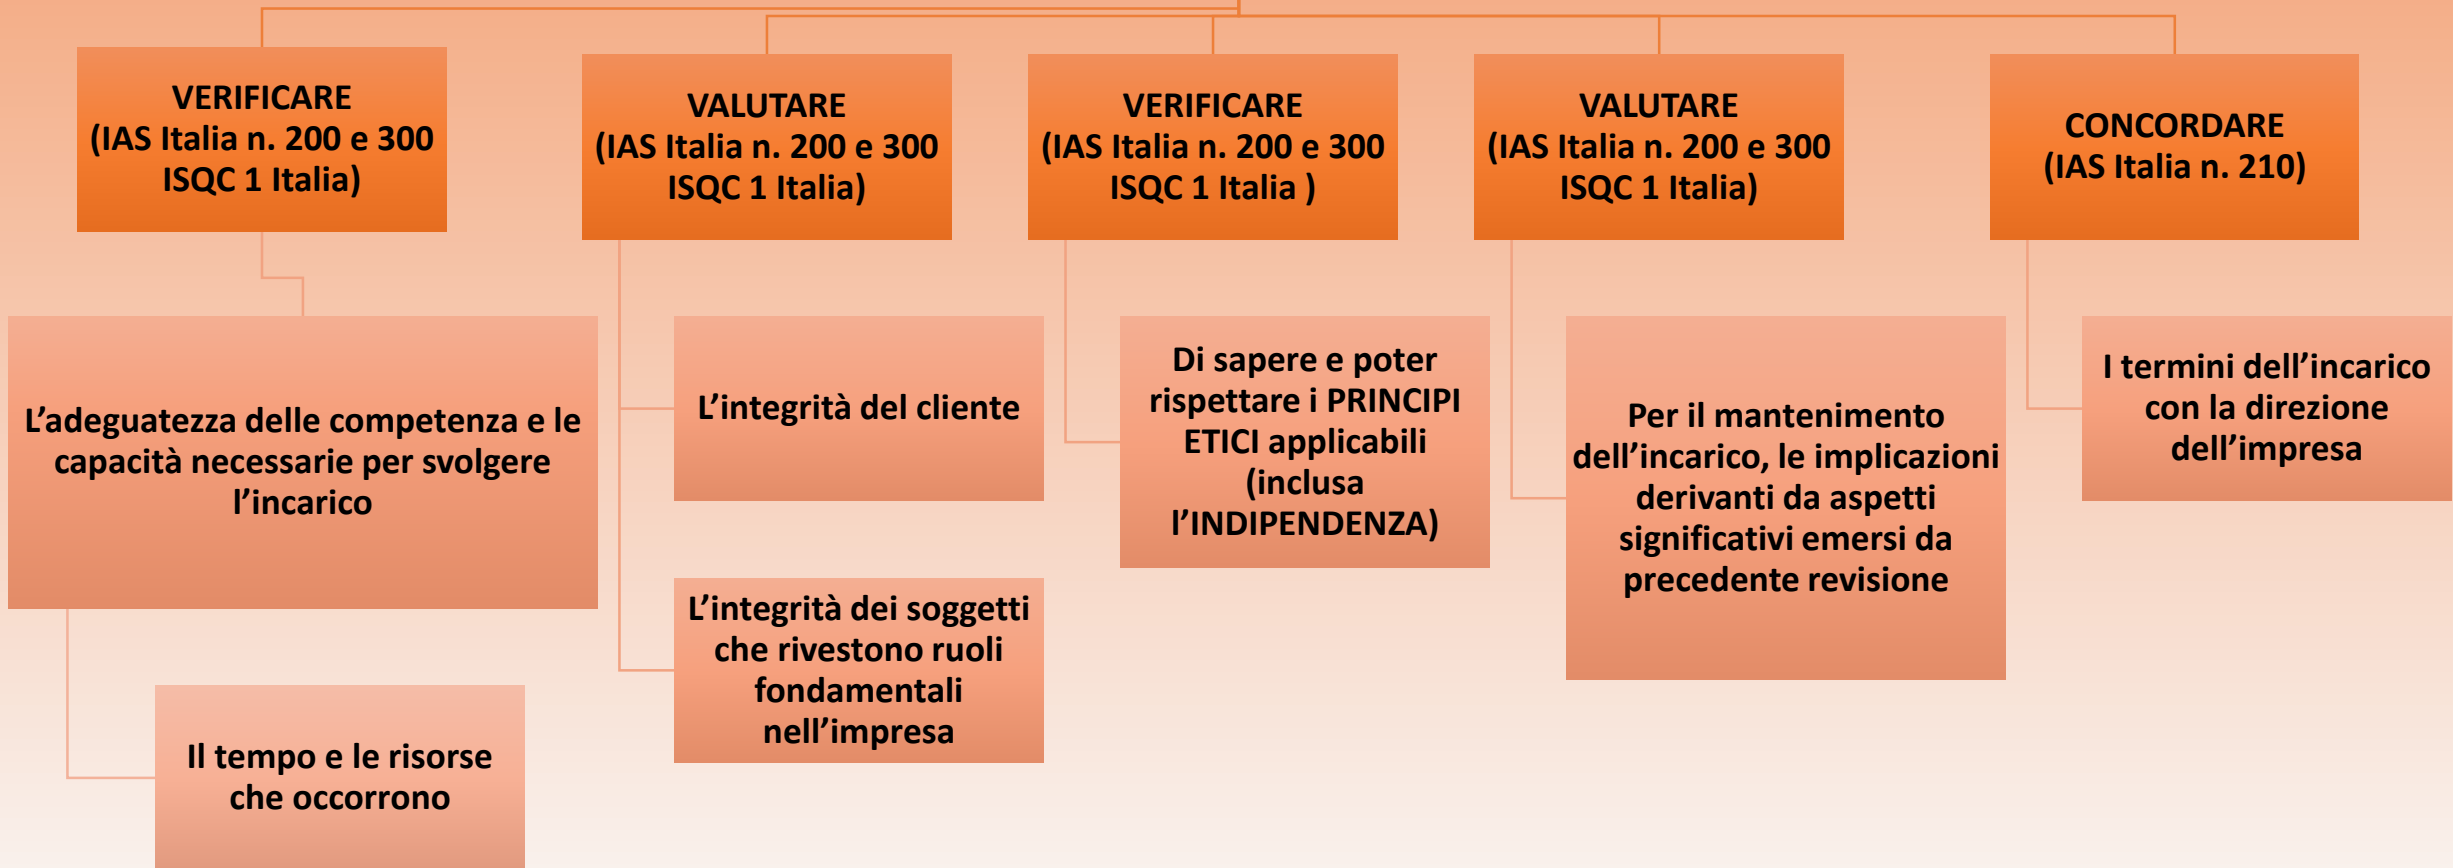 VERIFICARE
(IAS Italia n. 200 e 300
ISQC 1 Italia)
VALUTARE
(IAS Italia n. 200 e 300
ISQC 1 Italia)
VERIFICARE
(IAS Italia n. 200 e 300
ISQC 1 Italia )
VALUTARE
(IAS Italia n. 200 e 300
ISQC 1 Italia)
CONCORDARE
(IAS Italia n. 210)
L’adeguatezza delle competenza e le
capacità necessarie per svolgere
l’incarico
Il tempo e le risorse
che occorrono
L’integrità del cliente
L’integrità dei soggetti
che rivestono ruoli
fondamentali
nell’impresa
Di sapere e poter
rispettare i PRINCIPI
ETICI applicabili
(inclusa
l’INDIPENDENZA)
Per il mantenimento
dell’incarico, le implicazioni
derivanti da aspetti
significativi emersi da
precedente revisione
I termini dell’incarico
con la direzione
dell’impresa